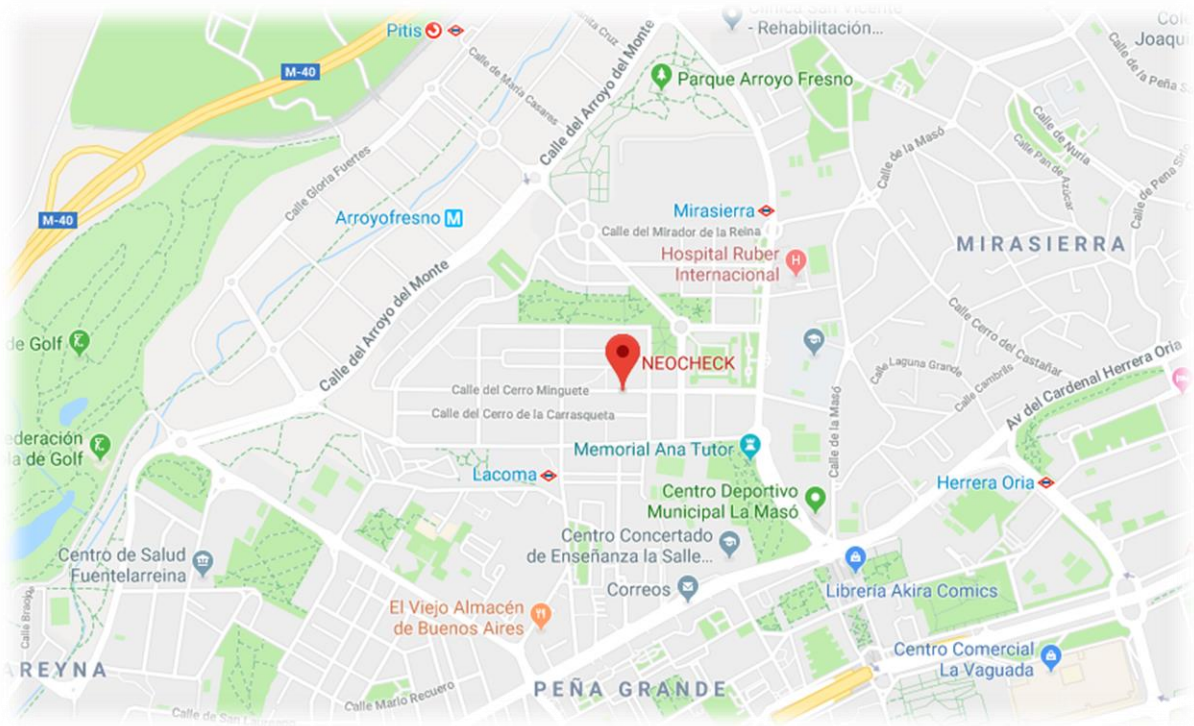 Clínica San Vicente
- Rehabilitación...
Pitis
M-40
Calle de María Casares
Calle del Arroyo del Monte
Parque Arroyo Fresno
Calle de la Masó
Calle de Nuria
Calle Pan de Azúcar
Calle Gloria Fuertes
M-40
Arroyofresno
M
Mirasierra
Calle del Mirador de la Reina
Hospital Ruber
Internacional
H
MIRASIERRA
Calle del Arroyo del Monte
de Golf
NEOCHECK
Calle Cerro del Castañar
Calle Laguna Grande
Calle Cambrils
Av del Cardenal Herrera Oria
Calle del Cerro Minguete
Calle del Cerro de la Carrasqueta
Calle de la Masó
ederación
la de Golf
Memorial Ana Tutor
Lacoma
Centro Deportivo
Municipal La Masó
Herrera Oria
Centro Concertado
de Enseñanza la Salle...
Centro de Salud
Fuentelarreina
Correos
Librería Akira Comics
El Viejo Almacén
de Buenos Aires
Centro Comercial
La Vaguada
AREYNA
PEÑA GRANDE
Calle Mario Recuero